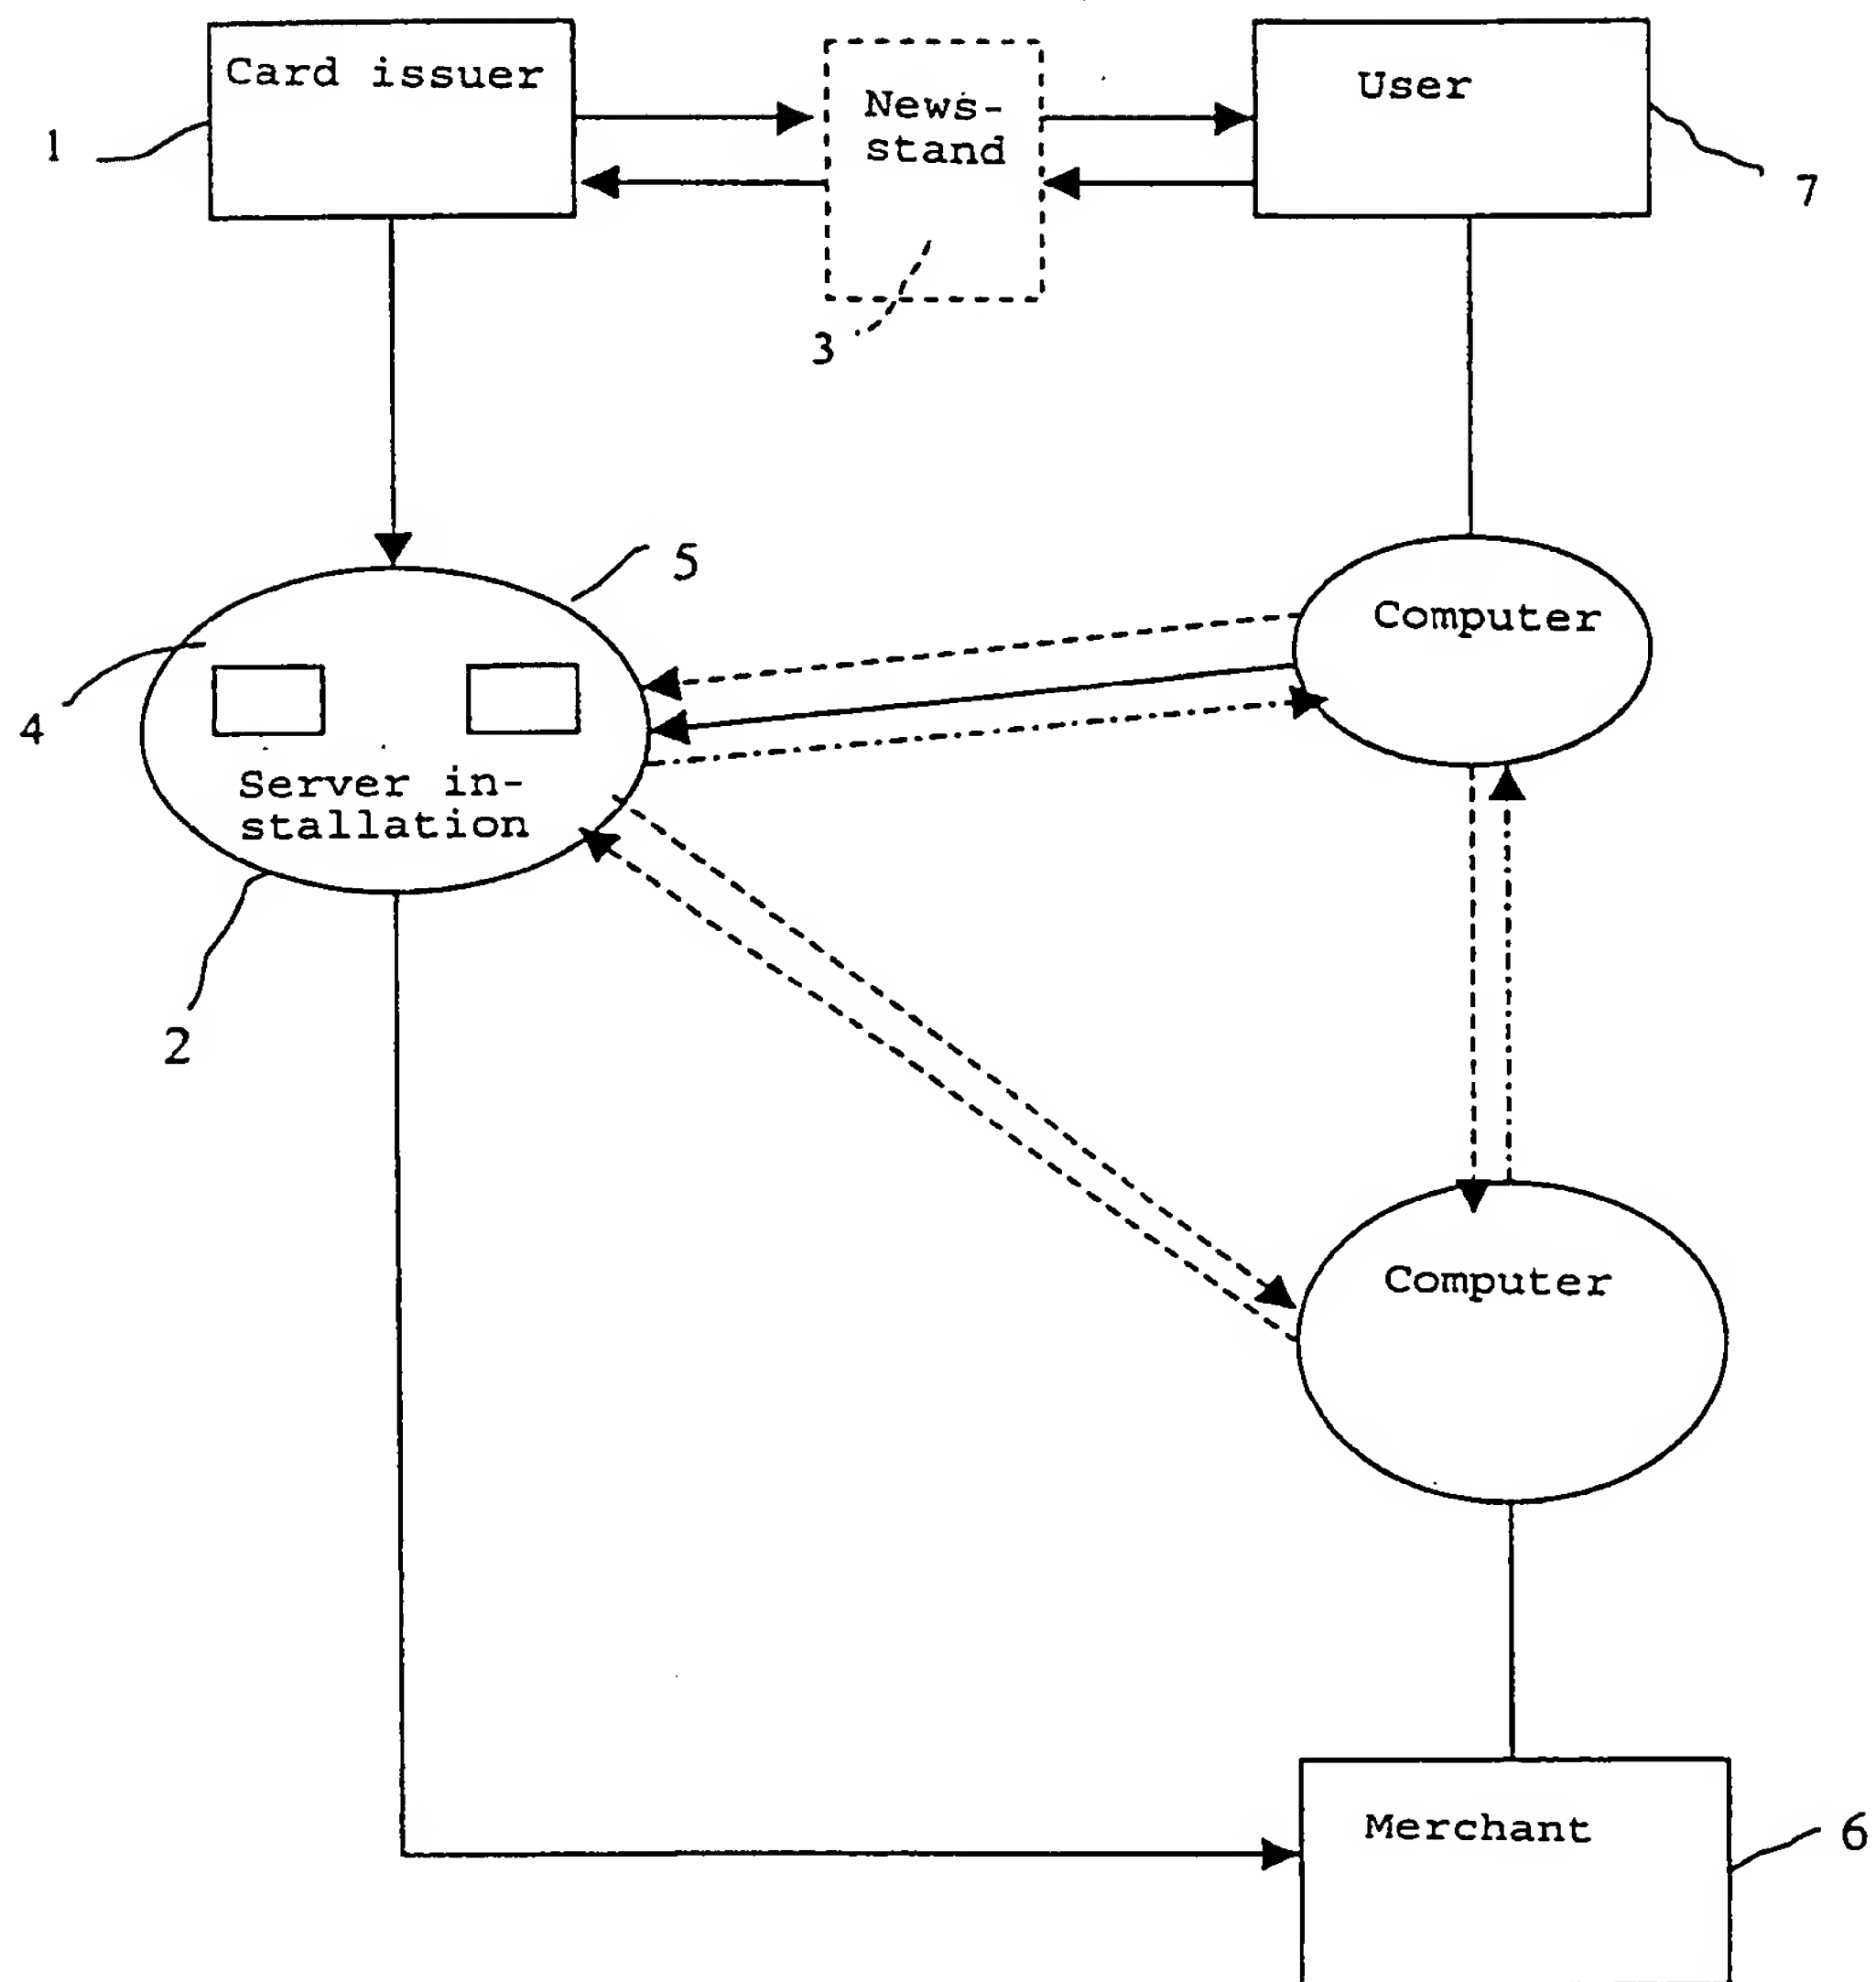 Card issuer
News-
stand
User
1
7
3
5
Computer
4
Server in-
stallation
2
Computer
Merchant
6